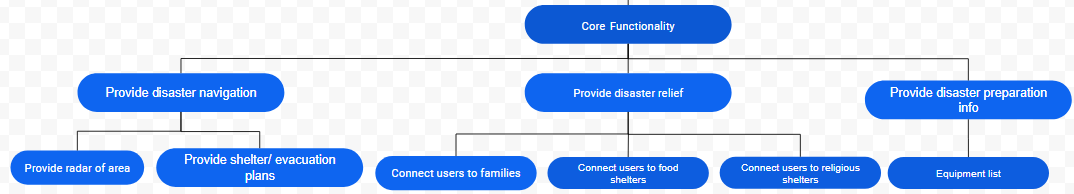 Core Functionality
Provide disaster navigation
Provide disaster relief
Provide disaster preparation
info
Provide radar of area
Provide shelter/ evacuation
plans
Connect users to families
Connect users to food
shelters
Connect users to religious
shelters
Equipment list